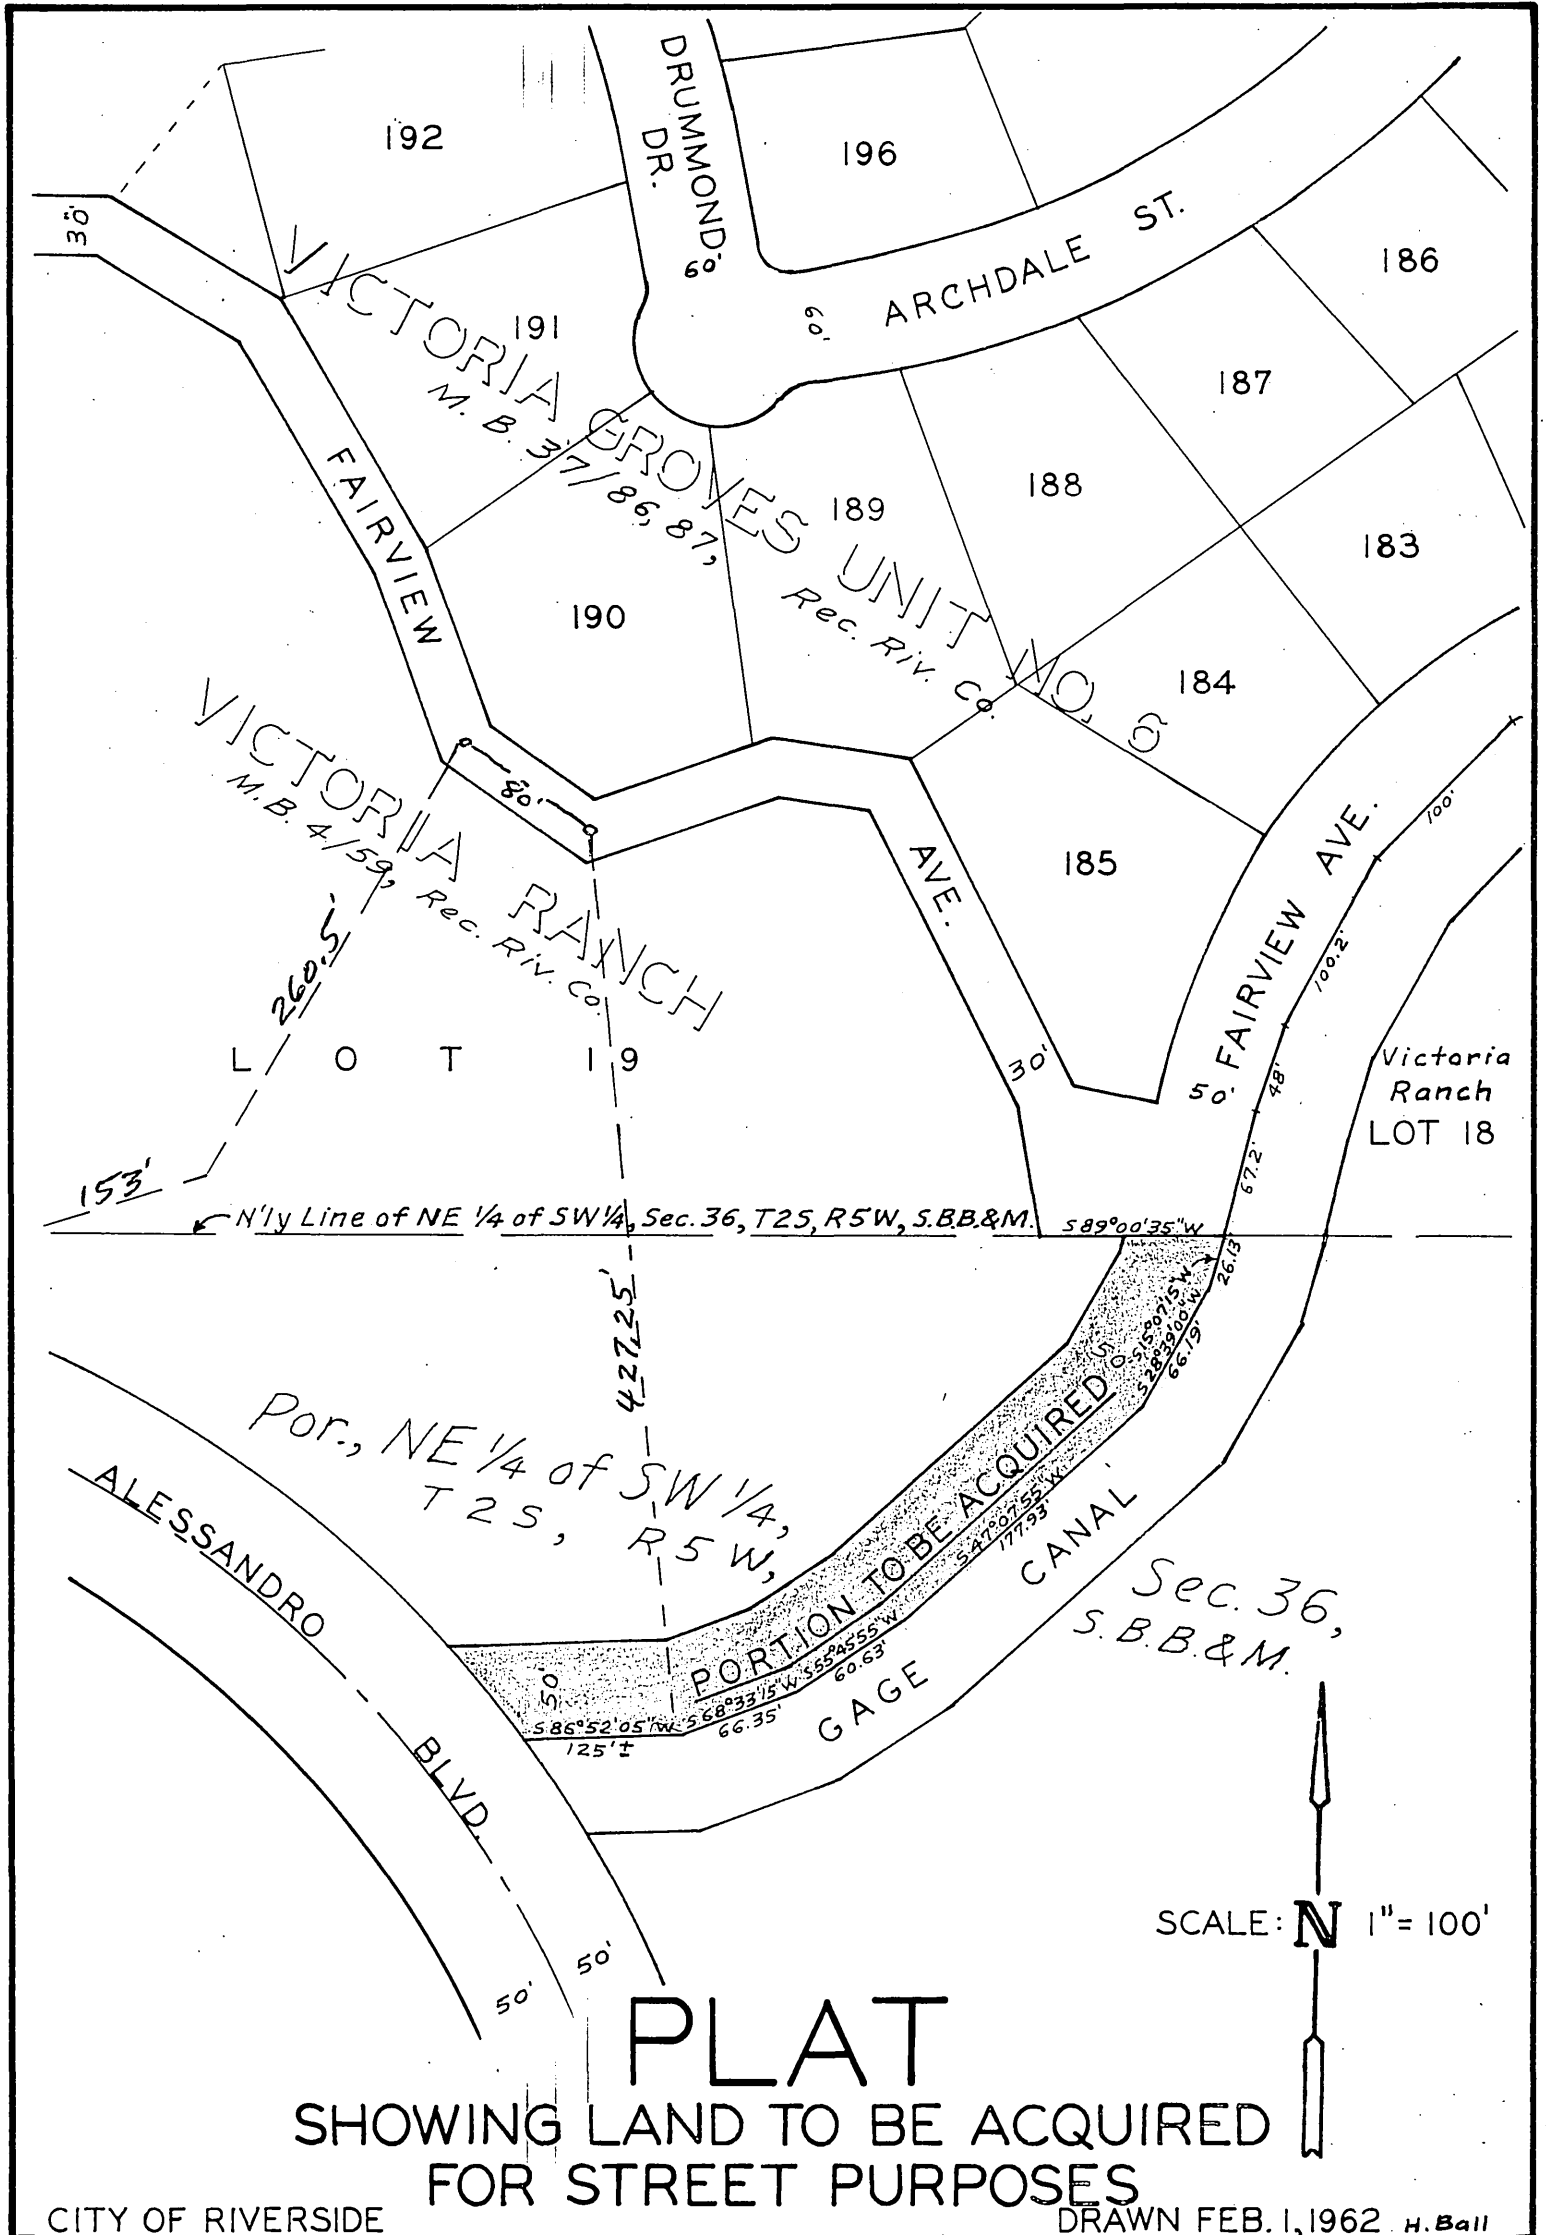 DRUMMOND
DR.
60'
192
196
30'
ARCHDALE ST.
60'
186
191
187
VICTORIA GROVES UNIT NO. 6
M. B. 37/86, 87,
Rec. Riv. Co.
188
189
183
190
184
185
FAIRVIEW
AVE.
80'
VICTORIA RANCH
M.B. 4/59, Rec. Riv. Co.
260.5'
153'
LOT 19
30'
50'
FAIRVIEW AVE.
100'
100.2'
48'
67.2'
Victoria
Ranch
LOT 18
N'ly Line of NE 1/4 of SW 1/4, Sec. 36, T2S, R5W, S.B.B.&M.
S89°00'35"W
26.13'
S15°07'15"W
S28°39'00"W
66.19'
50'
427.25'
Por., NE 1/4 of SW 1/4,
T2S, R5W,
Sec. 36,
S.B.B.&M.
PORTION TO BE ACQUIRED
S47°07'55"W
177.93'
S55°45'55"W
60.63'
S68°33'15"W
66.35'
S86°52'05"W
125'±
50'
GAGE CANAL
ALESSANDRO BLVD.
50'
50'
SCALE: N 1"= 100'
PLAT
SHOWING LAND TO BE ACQUIRED
FOR STREET PURPOSES
CITY OF RIVERSIDE
DRAWN FEB. 1, 1962 H. Ball